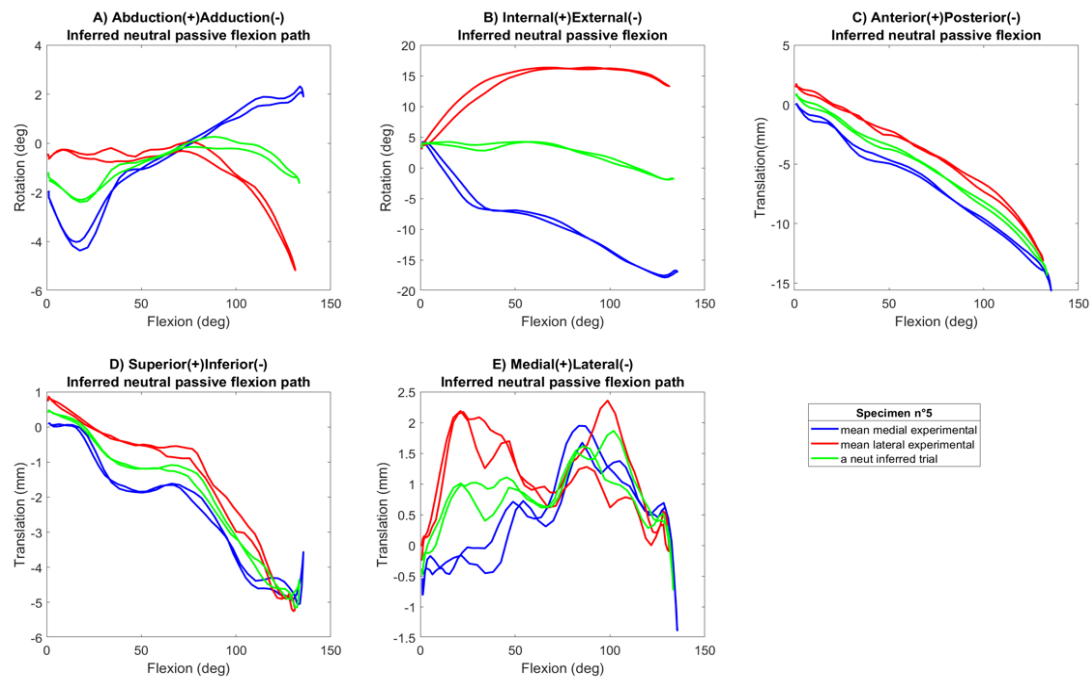 A) Abduction(+)Adduction(-)
Inferred neutral passive flexion path
4
2
0
-2
-4
-6
Rotation (deg)
0
50
100
150
Flexion (deg)
B) Internal(+)External(-)
Inferred neutral passive flexion
20
15
10
5
0
-5
-10
-15
-20
Rotation (deg)
0
50
100
150
Flexion (deg)
C) Anterior(+)Posterior(-)
Inferred neutral passive flexion
5
0
-5
-10
-15
Translation(mm)
0
50
100
150
Flexion (deg)
D) Superior(+)Inferior(-)
Inferred neutral passive flexion path
1
0
-1
-2
-3
-4
-5
-6
Translation (mm)
0
50
100
150
Flexion (deg)
E) Medial(+)Lateral(-)
Inferred neutral passive flexion path
2.5
2
1.5
1
0.5
0
-0.5
-1
-1.5
Translation (mm)
0
50
100
150
Flexion (deg)
Specimen n°5
mean medial experimental
mean lateral experimental
a neut inferred trial